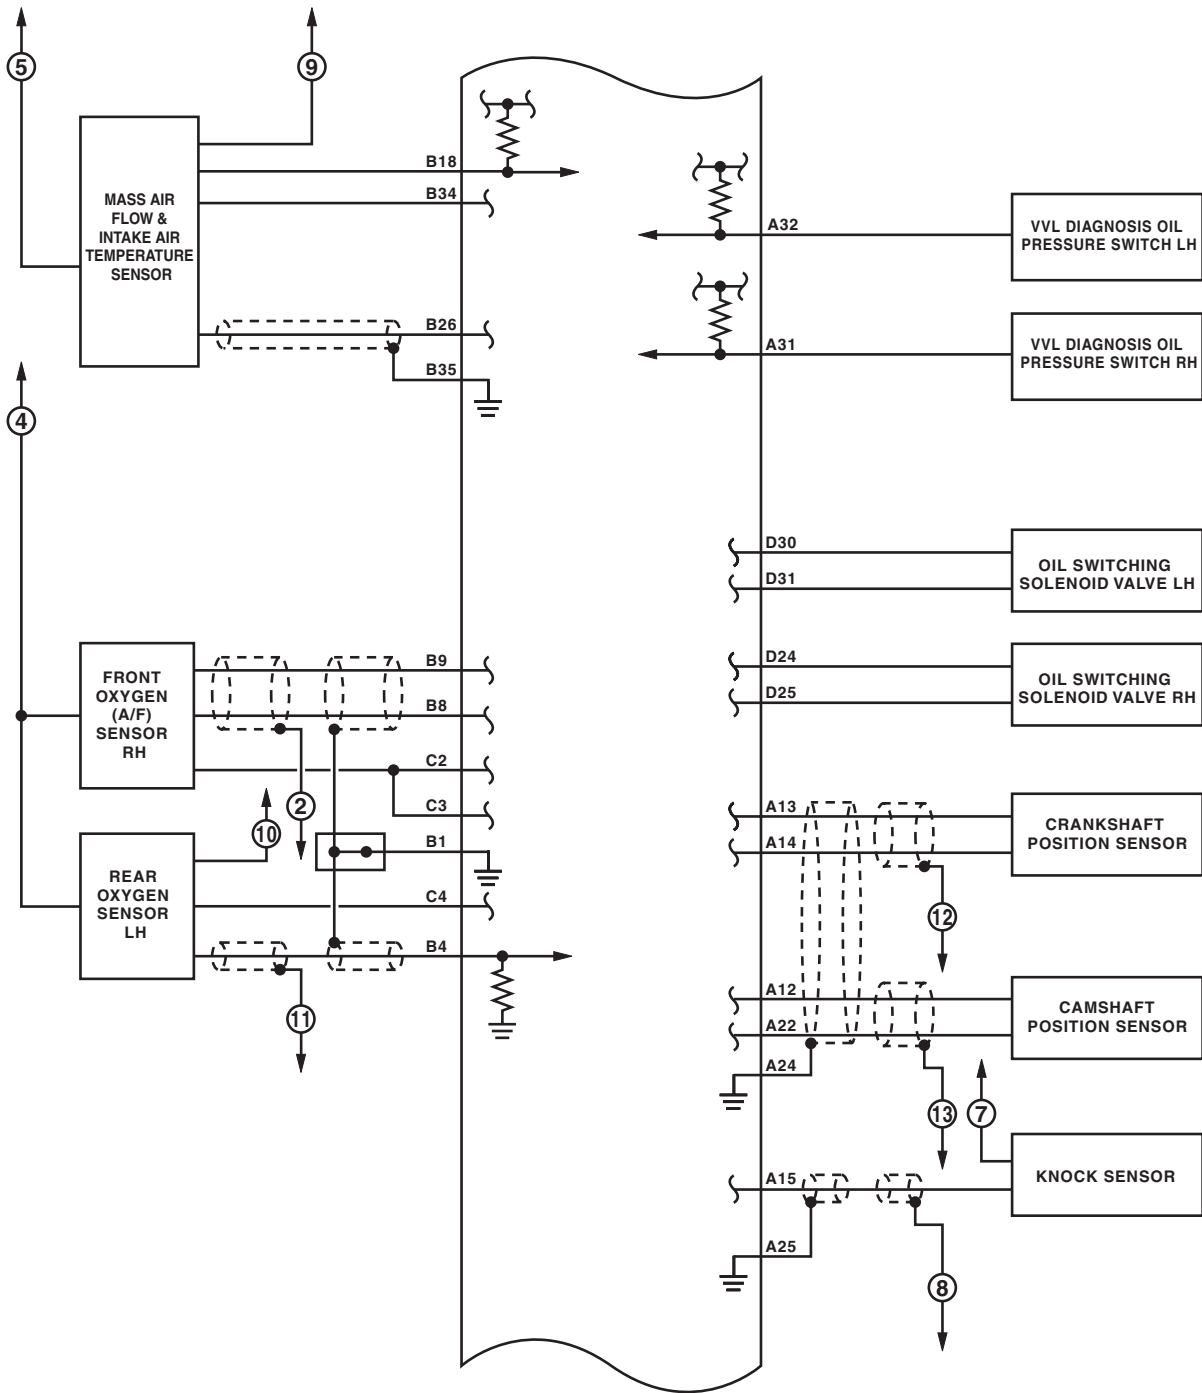 5
9
B18
B34
MASS AIR
FLOW &
INTAKE AIR
TEMPERATURE
SENSOR
B26
B35
4
A32
VVL DIAGNOSIS OIL
PRESSURE SWITCH LH
A31
VVL DIAGNOSIS OIL
PRESSURE SWITCH RH
D30
D31
OIL SWITCHING
SOLENOID VALVE LH
D24
D25
OIL SWITCHING
SOLENOID VALVE RH
FRONT
OXYGEN
(A/F)
SENSOR
RH
B9
B8
C2
C3
2
10
B1
REAR
OXYGEN
SENSOR
LH
C4
B4
11
A13
A14
CRANKSHAFT
POSITION SENSOR
12
A12
A22
CAMSHAFT
POSITION SENSOR
A24
13
7
A15
KNOCK SENSOR
A25
8